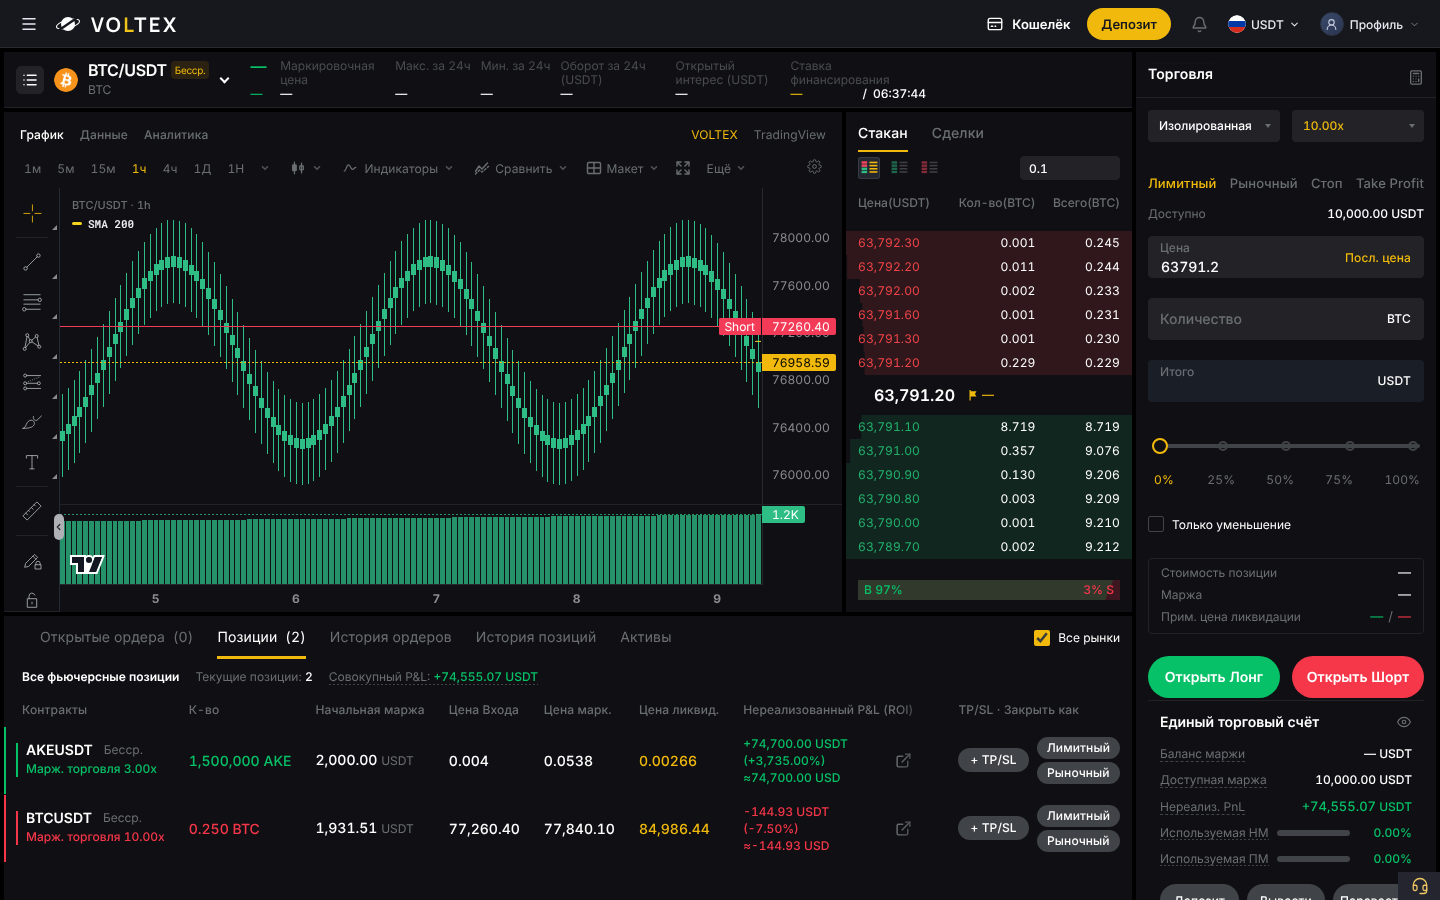 VOLTEX
Кошелёк
Депозит
USDT
Профиль
BTC/USDT Бесср.
BTC
— Маркировочная цена
—
—
Макс. за 24ч
—
Мин. за 24ч
—
Оборот за 24ч (USDT)
—
Открытый интерес (USDT)
—
Ставка финансирования
— / 06:37:44
График Данные Аналитика
VOLTEX TradingView
1м 5м 15м 1ч 4ч 1Д 1Н Индикаторы Сравнить Макет Ещё
BTC/USDT · 1h
SMA 200
78000.00
77600.00
Short 77260.40
76958.59
76800.00
76400.00
76000.00
1.2K
5 6 7 8 9
Стакан Сделки
0.1
Цена(USDT) Кол-во(BTC) Всего(BTC)
63,792.30 0.001 0.245
63,792.20 0.011 0.244
63,792.00 0.002 0.233
63,791.60 0.001 0.231
63,791.30 0.001 0.230
63,791.20 0.229 0.229
63,791.20 —
63,791.10 8.719 8.719
63,791.00 0.357 9.076
63,790.90 0.130 9.206
63,790.80 0.003 9.209
63,790.00 0.001 9.210
63,789.70 0.002 9.212
B 97% 3% S
Торговля
Изолированная 10.00x
Лимитный Рыночный Стоп Take Profit
Доступно 10,000.00 USDT
Цена
63791.2 Посл. цена
Количество BTC
Итого
USDT
0% 25% 50% 75% 100%
Только уменьшение
Стоимость позиции —
Маржа —
Прим. цена ликвидации — / —
Открыть Лонг Открыть Шорт
Единый торговый счёт
Баланс маржи — USDT
Доступная маржа 10,000.00 USDT
Нереализ. PnL +74,555.07 USDT
Используемая НМ 0.00%
Используемая ПМ 0.00%
Депозит Вывести
Открытые ордера (0) Позиции (2) История ордеров История позиций Активы
Все рынки
Все фьючерсные позиции Текущие позиции: 2 Совокупный P&L: +74,555.07 USDT
Контракты К-во Начальная маржа Цена Входа Цена марк. Цена ликвид. Нереализованный P&L (ROI) TP/SL · Закрыть как
AKEUSDT Бесср.
Марж. торговля 3.00x
1,500,000 AKE 2,000.00 USDT 0.004 0.0538 0.00266
+74,700.00 USDT
(+3,735.00%)
≈74,700.00 USD
+ TP/SL
Лимитный
Рыночный
BTCUSDT Бесср.
Марж. торговля 10.00x
0.250 BTC 1,931.51 USDT 77,260.40 77,840.10 84,986.44
-144.93 USDT
(-7.50%)
≈-144.93 USD
+ TP/SL
Лимитный
Рыночный